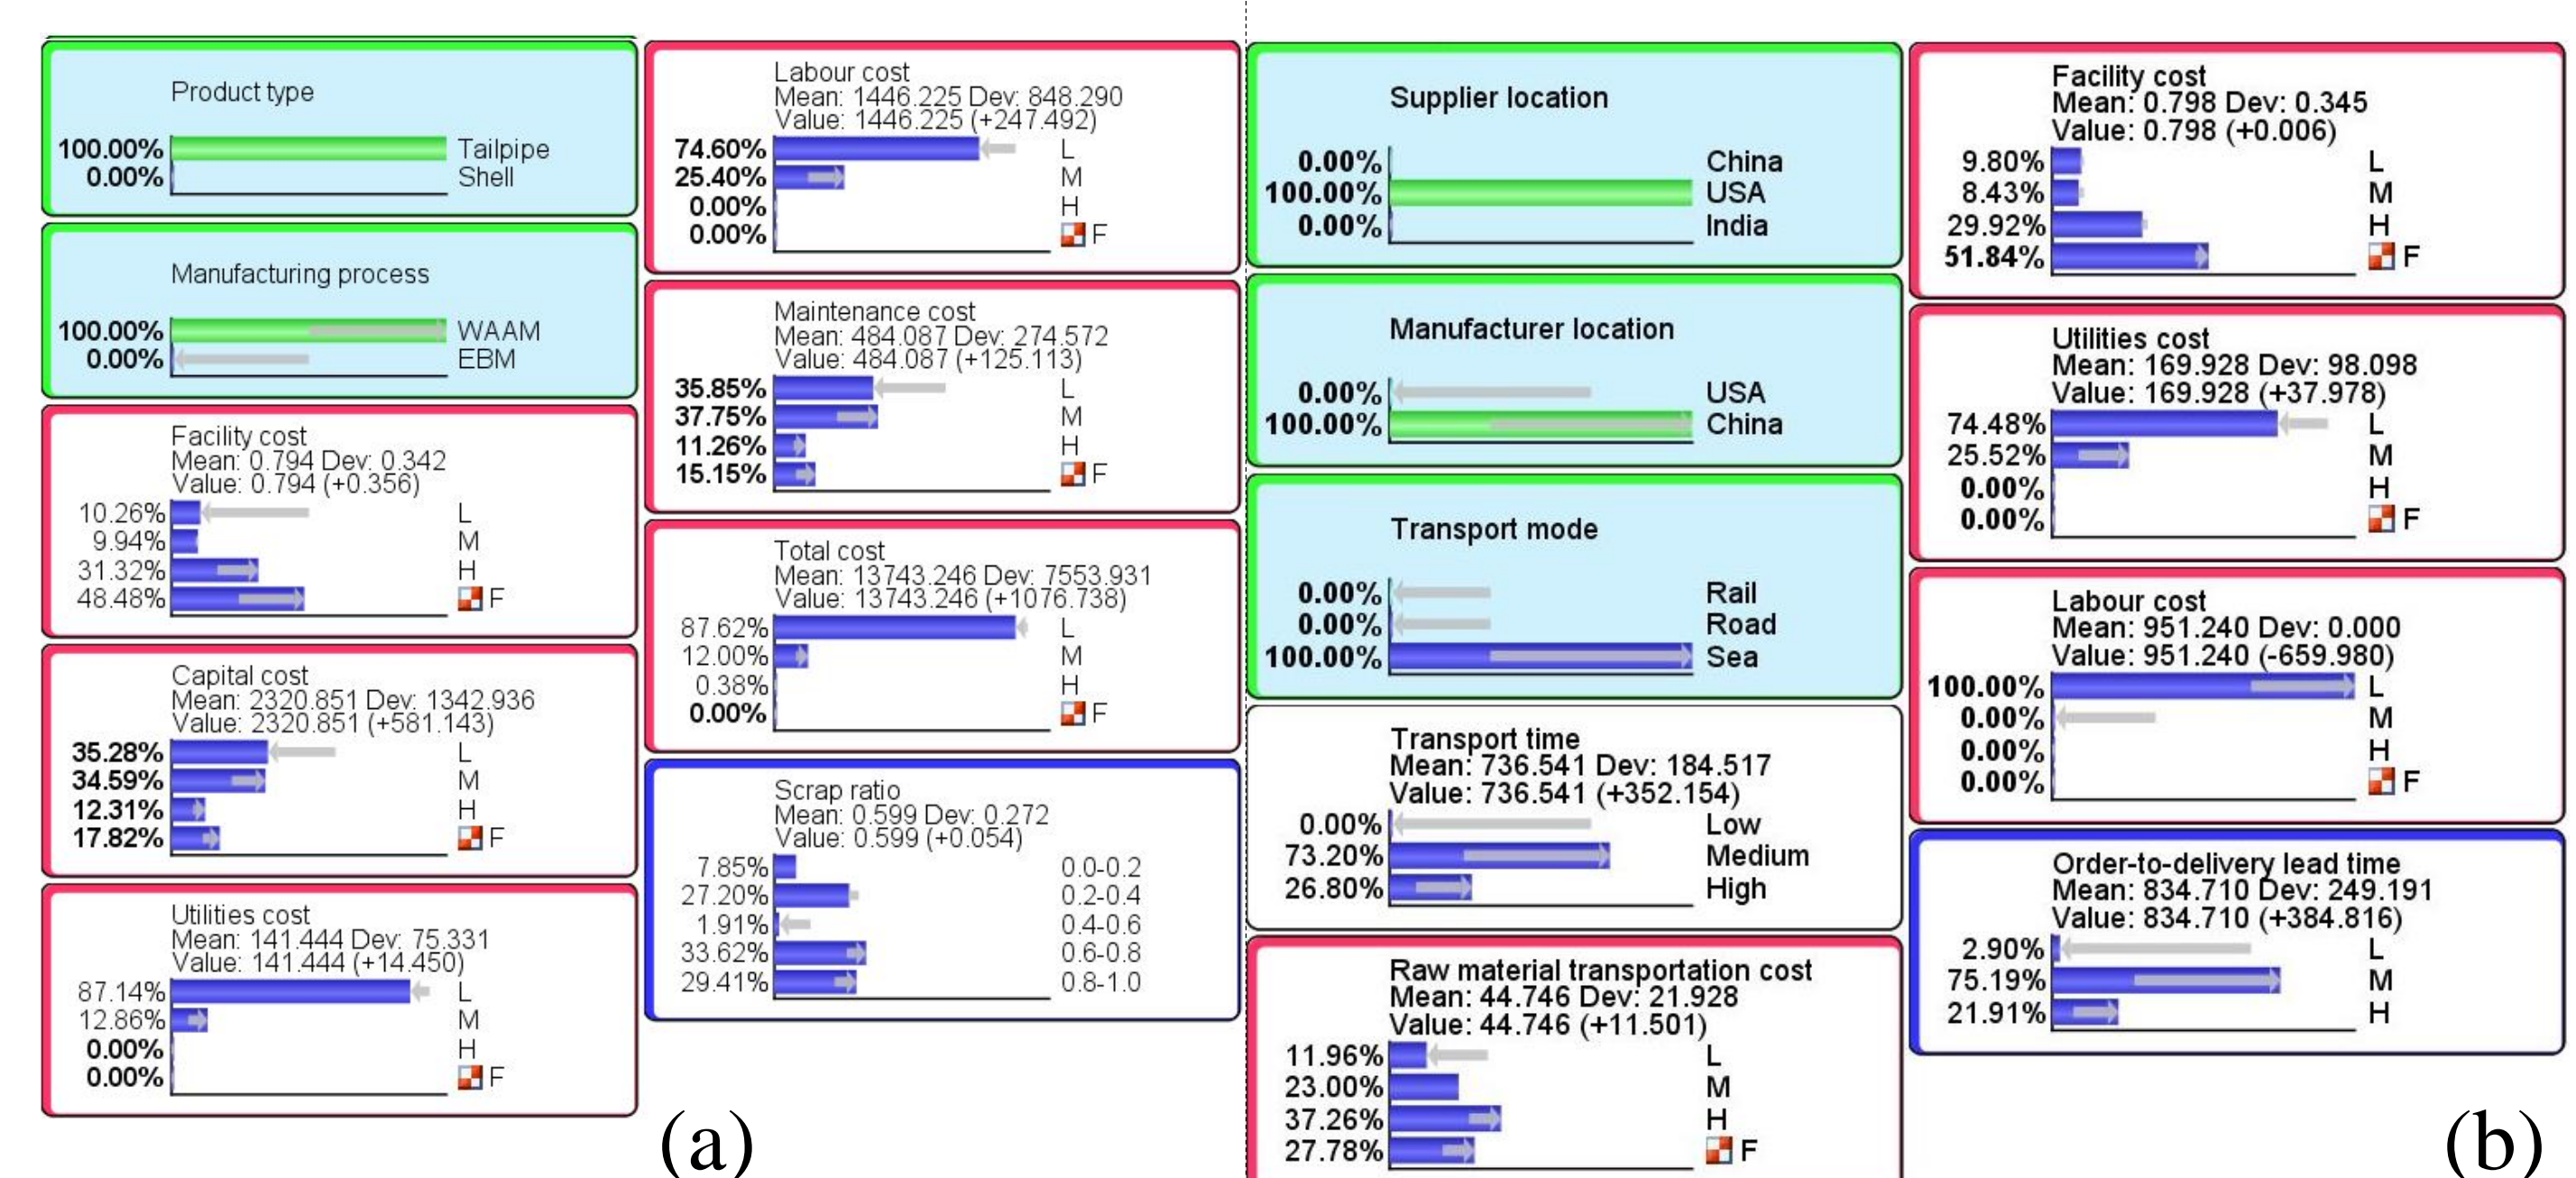 Product type
100.00% Tailpipe
0.00% Shell
Manufacturing process
100.00% WAAM
0.00% EBM
Facility cost
Mean: 0.794 Dev: 0.342
Value: 0.794 (+0.356)
10.26% L
9.94% M
31.32% H
48.48% F
Capital cost
Mean: 2320.851 Dev: 1342.936
Value: 2320.851 (+581.143)
35.28% L
34.59% M
12.31% H
17.82% F
Utilities cost
Mean: 141.444 Dev: 75.331
Value: 141.444 (+14.450)
87.14% L
12.86% M
0.00% H
0.00% F
Labour cost
Mean: 1446.225 Dev: 848.290
Value: 1446.225 (+247.492)
74.60% L
25.40% M
0.00% H
0.00% F
Maintenance cost
Mean: 484.087 Dev: 274.572
Value: 484.087 (+125.113)
35.85% L
37.75% M
11.26% H
15.15% F
Total cost
Mean: 13743.246 Dev: 7553.931
Value: 13743.246 (+1076.738)
87.62% L
12.00% M
0.38% H
0.00% F
Scrap ratio
Mean: 0.599 Dev: 0.272
Value: 0.599 (+0.054)
7.85% 0.0-0.2
27.20% 0.2-0.4
1.91% 0.4-0.6
33.62% 0.6-0.8
29.41% 0.8-1.0
(a)
Supplier location
0.00% China
100.00% USA
0.00% India
Manufacturer location
0.00% USA
100.00% China
Transport mode
0.00% Rail
0.00% Road
100.00% Sea
Transport time
Mean: 736.541 Dev: 184.517
Value: 736.541 (+352.154)
0.00% Low
73.20% Medium
26.80% High
Raw material transportation cost
Mean: 44.746 Dev: 21.928
Value: 44.746 (+11.501)
11.96% L
23.00% M
37.26% H
27.78% F
Facility cost
Mean: 0.798 Dev: 0.345
Value: 0.798 (+0.006)
9.80% L
8.43% M
29.92% H
51.84% F
Utilities cost
Mean: 169.928 Dev: 98.098
Value: 169.928 (+37.978)
74.48% L
25.52% M
0.00% H
0.00% F
Labour cost
Mean: 951.240 Dev: 0.000
Value: 951.240 (-659.980)
100.00% L
0.00% M
0.00% H
0.00% F
Order-to-delivery lead time
Mean: 834.710 Dev: 249.191
Value: 834.710 (+384.816)
2.90% L
75.19% M
21.91% H
(b)